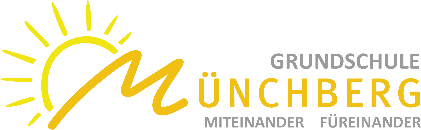 GRUNDSCHULE
MÜNCHBERG
MITEINANDER FÜREINANDER